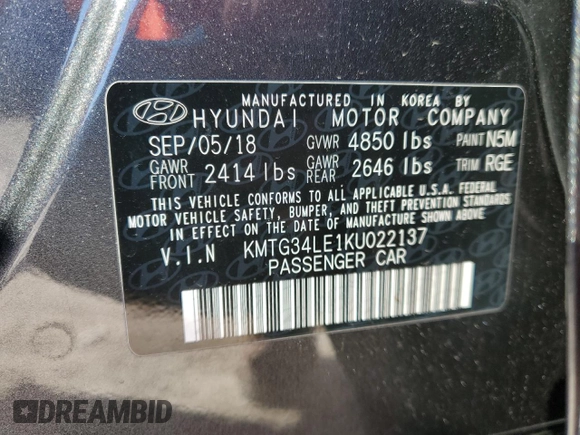 MANUFACTURED IN KOREA BY
HYUNDAI MOTOR COMPANY
SEP/05/18 GVWR 4850 lbs PAINT N5M
GAWR FRONT 2414 lbs GAWR REAR 2646 lbs TRIM RGE
THIS VEHICLE CONFORMS TO ALL APPLICABLE U.S.A. FEDERAL
MOTOR VEHICLE SAFETY, BUMPER, AND THEFT PREVENTION STANDARDS
IN EFFECT ON THE DATE OF MANUFACTURE SHOWN ABOVE.
V.I.N KMTG34LE1KU022137
PASSENGER CAR
DREAMBID